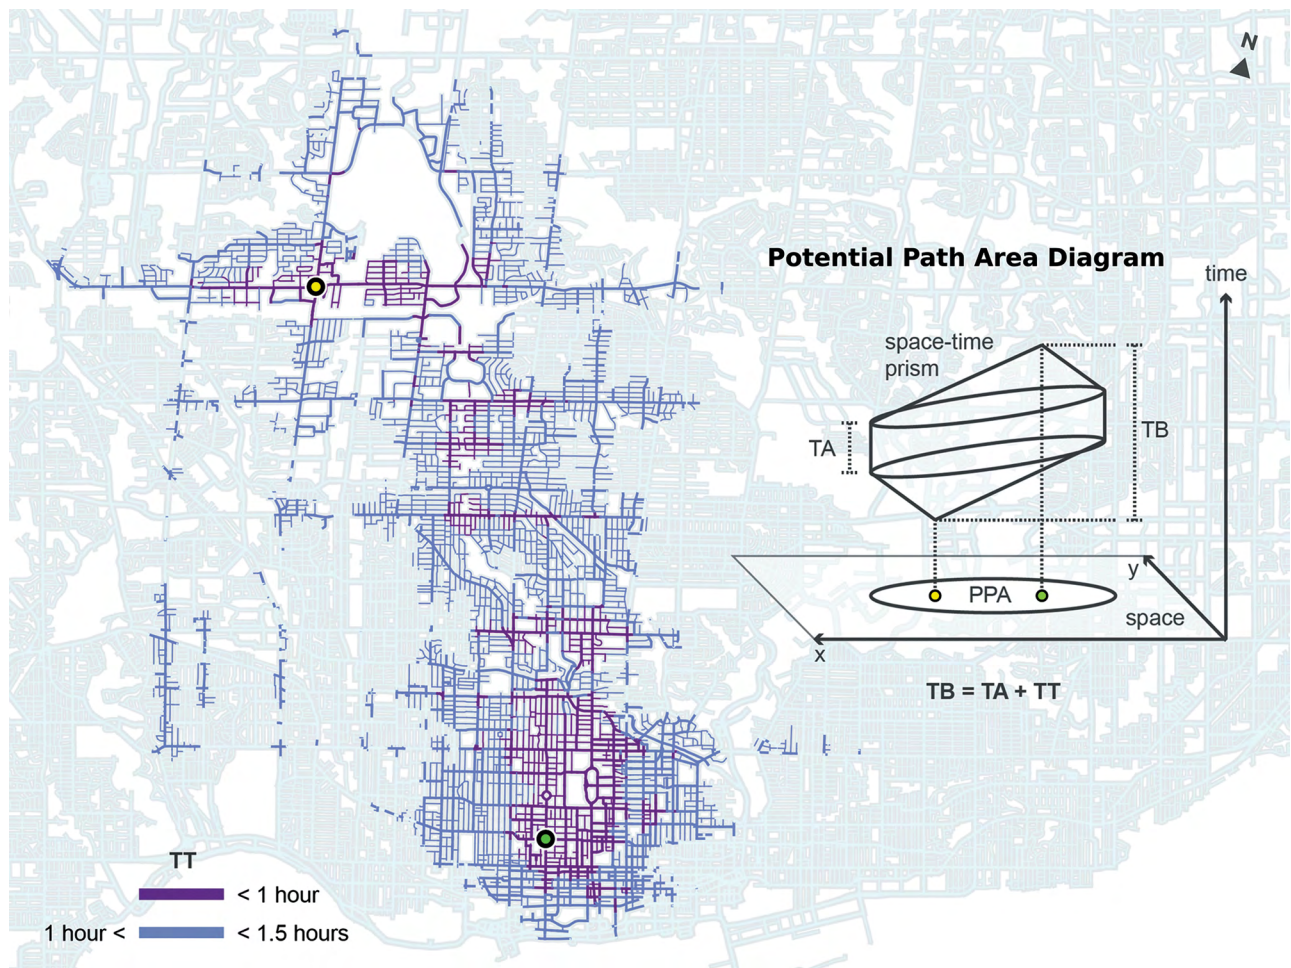 N
Potential Path Area Diagram
time
space-time
prism
TA
TB
y
PPA
space
x
TB = TA + TT
TT
< 1 hour
1 hour < < 1.5 hours